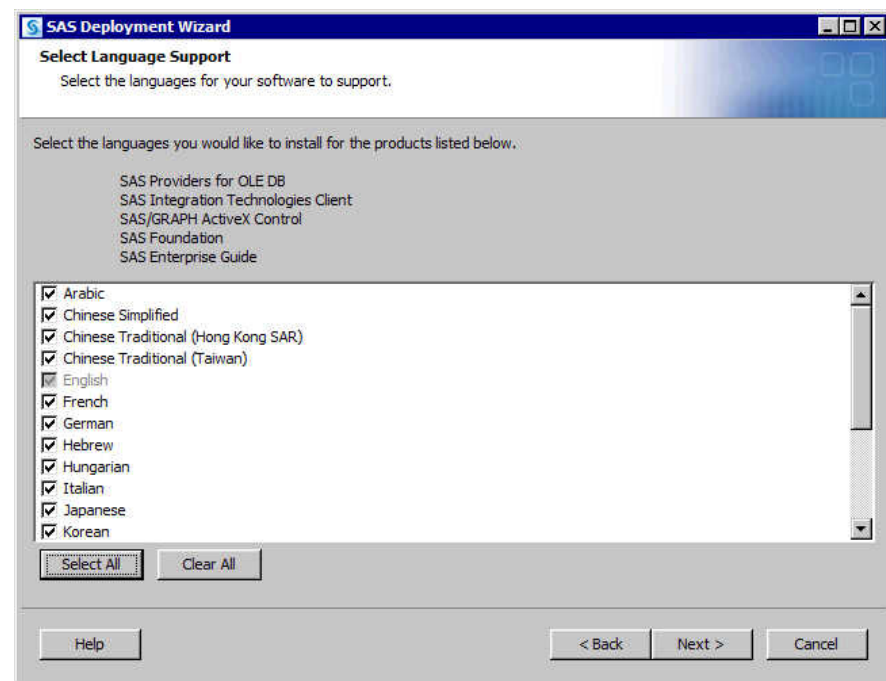 SAS Deployment Wizard
Select Language Support
Select the languages for your software to support.
Select the languages you would like to install for the products listed below.
SAS Providers for OLE DB
SAS Integration Technologies Client
SAS/GRAPH ActiveX Control
SAS Foundation
SAS Enterprise Guide
Arabic
Chinese Simplified
Chinese Traditional (Hong Kong SAR)
Chinese Traditional (Taiwan)
English
French
German
Hebrew
Hungarian
Italian
Japanese
Korean
Select All Clear All
Help < Back Next > Cancel